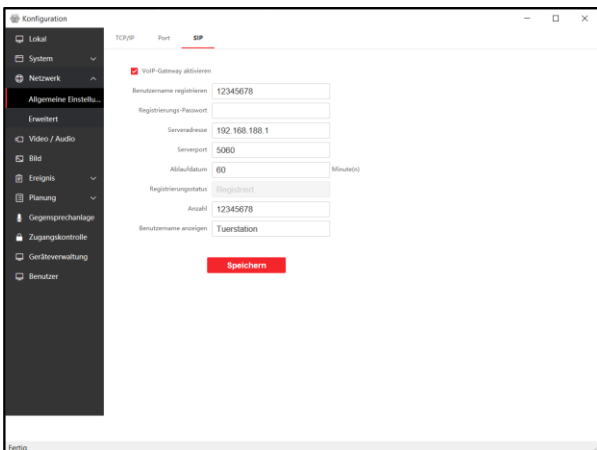 Konfiguration
Lokal
System
Netzwerk
Allgemeine Einstellu...
Erweitert
Video / Audio
Bild
Ereignis
Planung
Gegensprechanlage
Zugangskontrolle
Geräteverwaltung
Benutzer
TCP/IP Port SIP
VoIP-Gateway aktivieren
Benutzername registrieren 12345678
Registrierungs-Passwort
Serveradresse 192.168.188.1
Serverport 5060
Ablaufdatum 60 Minute(n)
Registrierungsstatus Registriert
Anzahl 12345678
Benutzername anzeigen Tuerstation
Speichern
Fertig